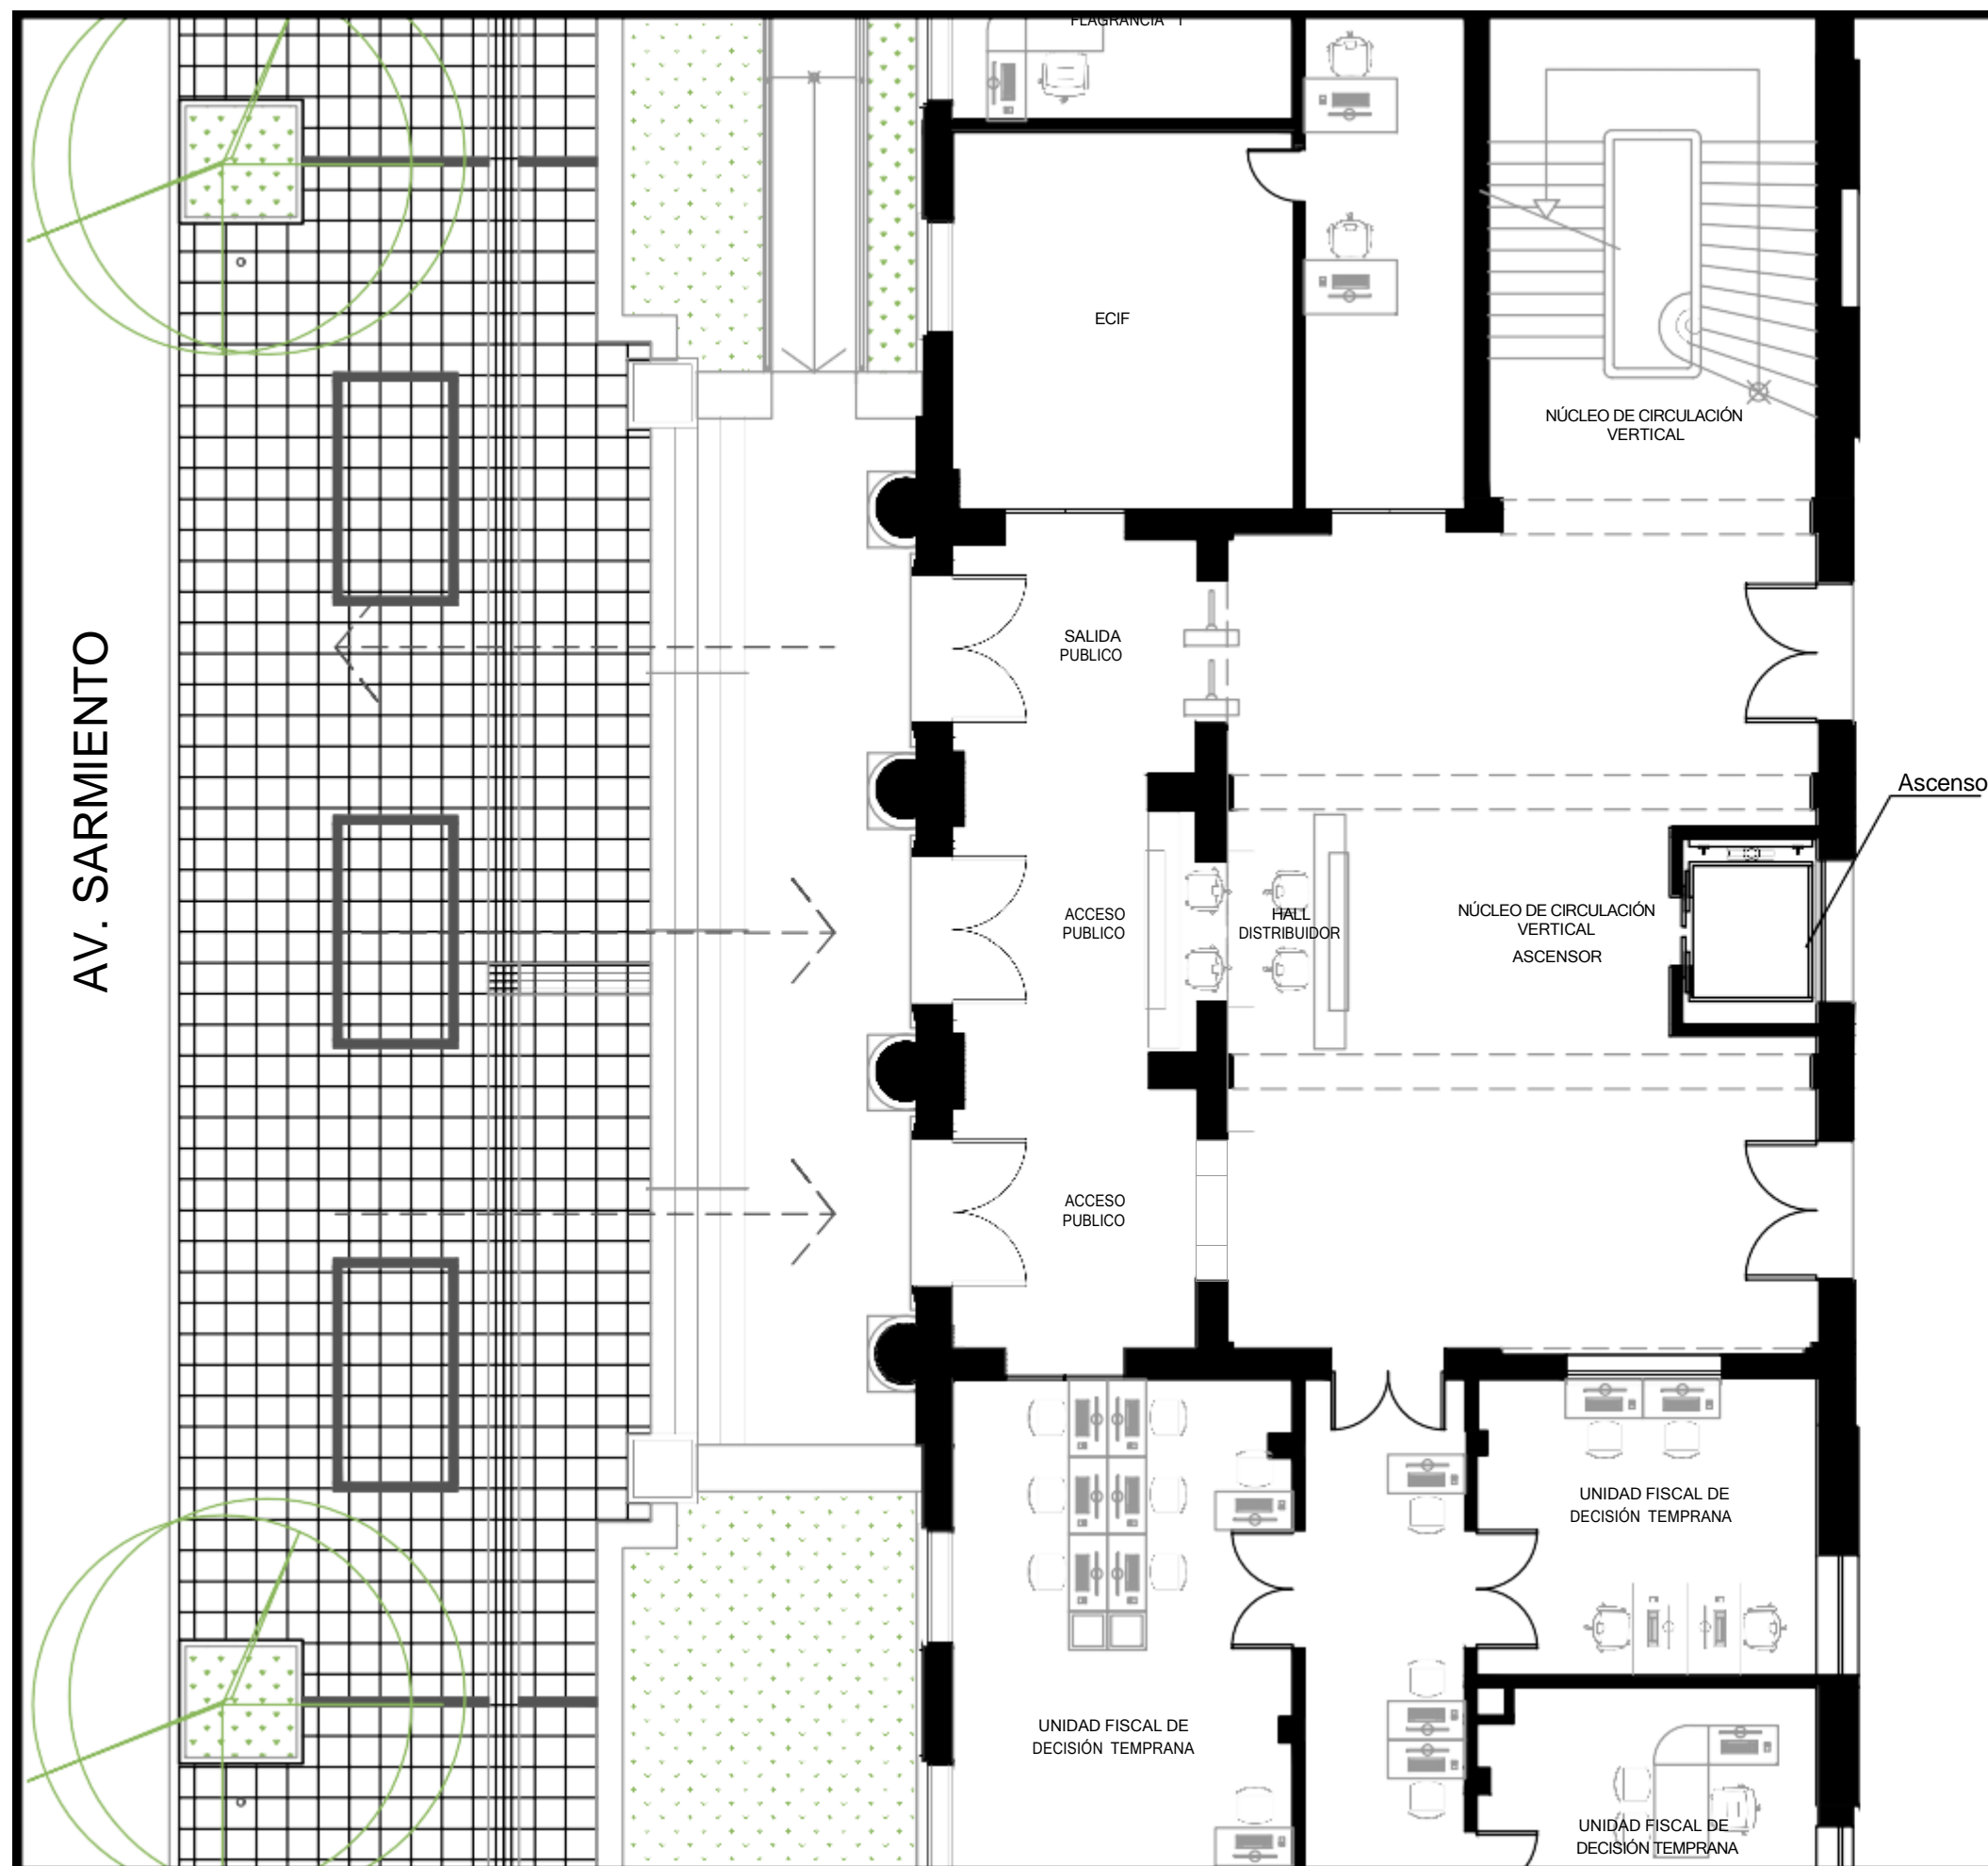 FLAGRANCIA 1
ECIF
NÚCLEO DE CIRCULACIÓN
VERTICAL
SALIDA
PUBLICO
AV. SARMIENTO
Ascenso
ACCESO
PUBLICO
HALL
DISTRIBUIDOR
NÚCLEO DE CIRCULACIÓN
VERTICAL
ASCENSOR
ACCESO
PUBLICO
UNIDAD FISCAL DE
DECISIÓN TEMPRANA
UNIDAD FISCAL DE
DECISIÓN TEMPRANA
UNIDAD FISCAL DE
DECISIÓN TEMPRANA